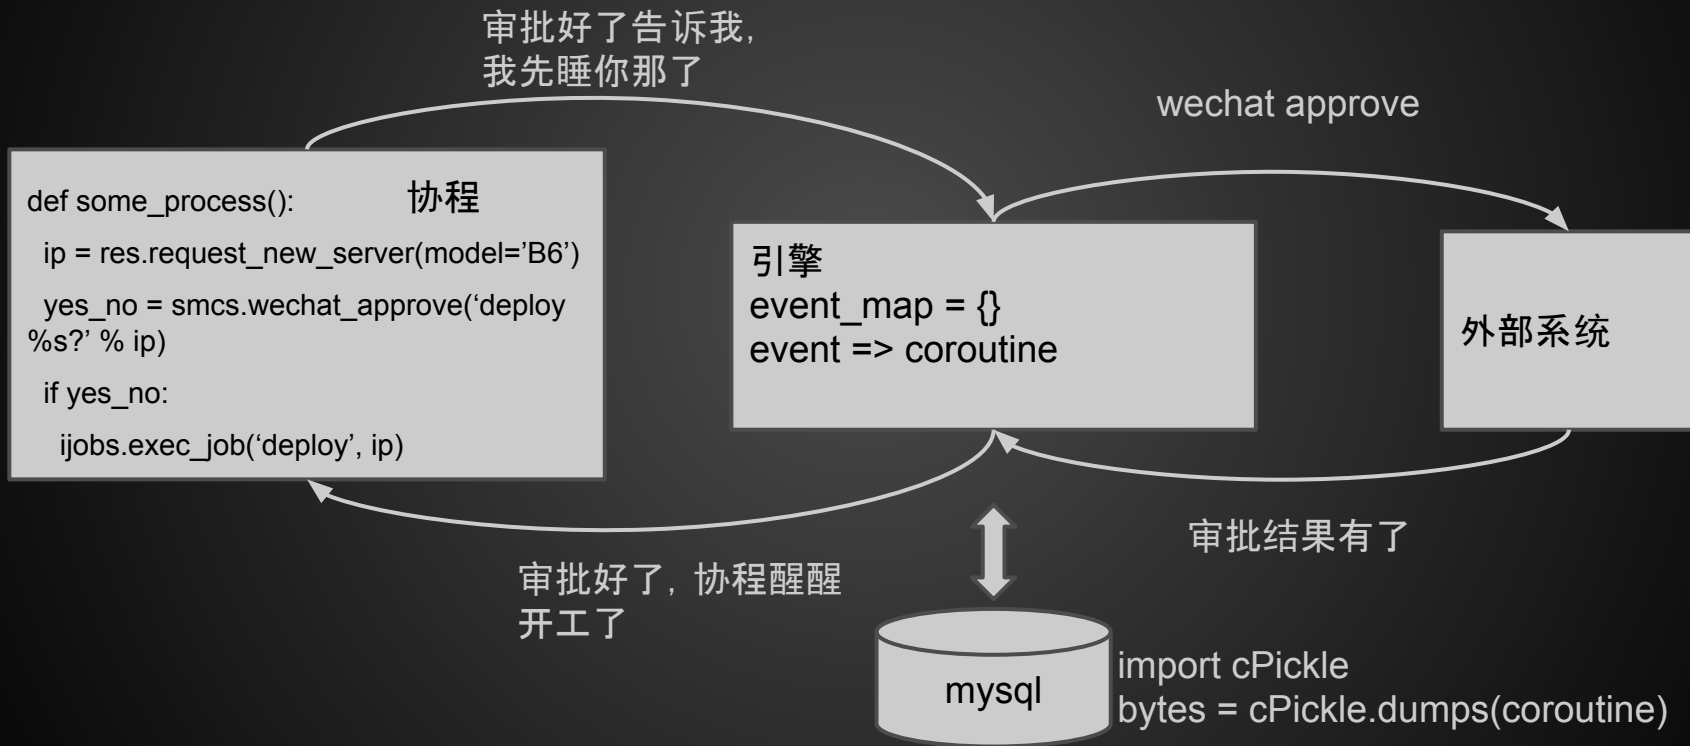 审批好了告诉我,
我先睡你那了
wechat approve
def some_process():
协程
ip = res.request_new_server(model=’B6’)
yes_no = smcs.wechat_approve(‘deploy
%s?’ % ip)
if yes_no:
ijobs.exec_job(‘deploy’, ip)
引擎
event_map = {}
event => coroutine
外部系统
审批结果有了
审批好了, 协程醒醒
开工了
mysql
import cPickle
bytes = cPickle.dumps(coroutine)